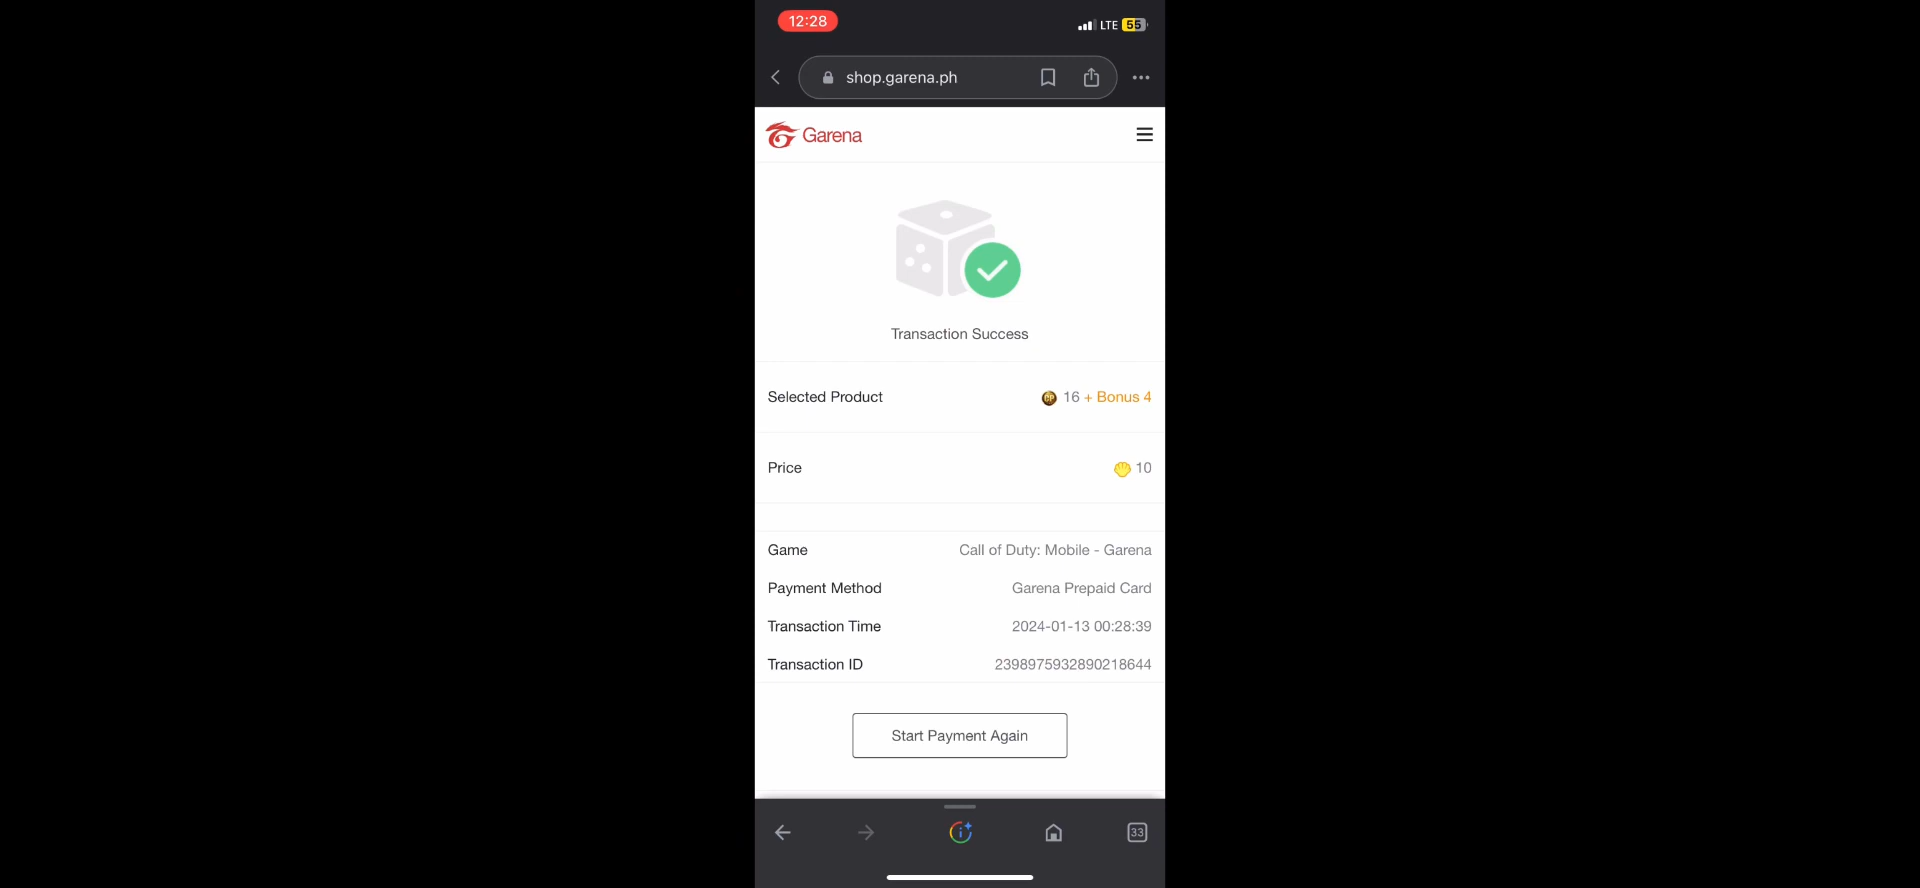 12:28
LTE 55
shop.garena.ph
Garena
Transaction Success
Selected Product
GP 16 + Bonus 4
Price
10
Game
Call of Duty: Mobile - Garena
Payment Method
Garena Prepaid Card
Transaction Time
2024-01-13 00:28:39
Transaction ID
2398975932890218644
Start Payment Again
33